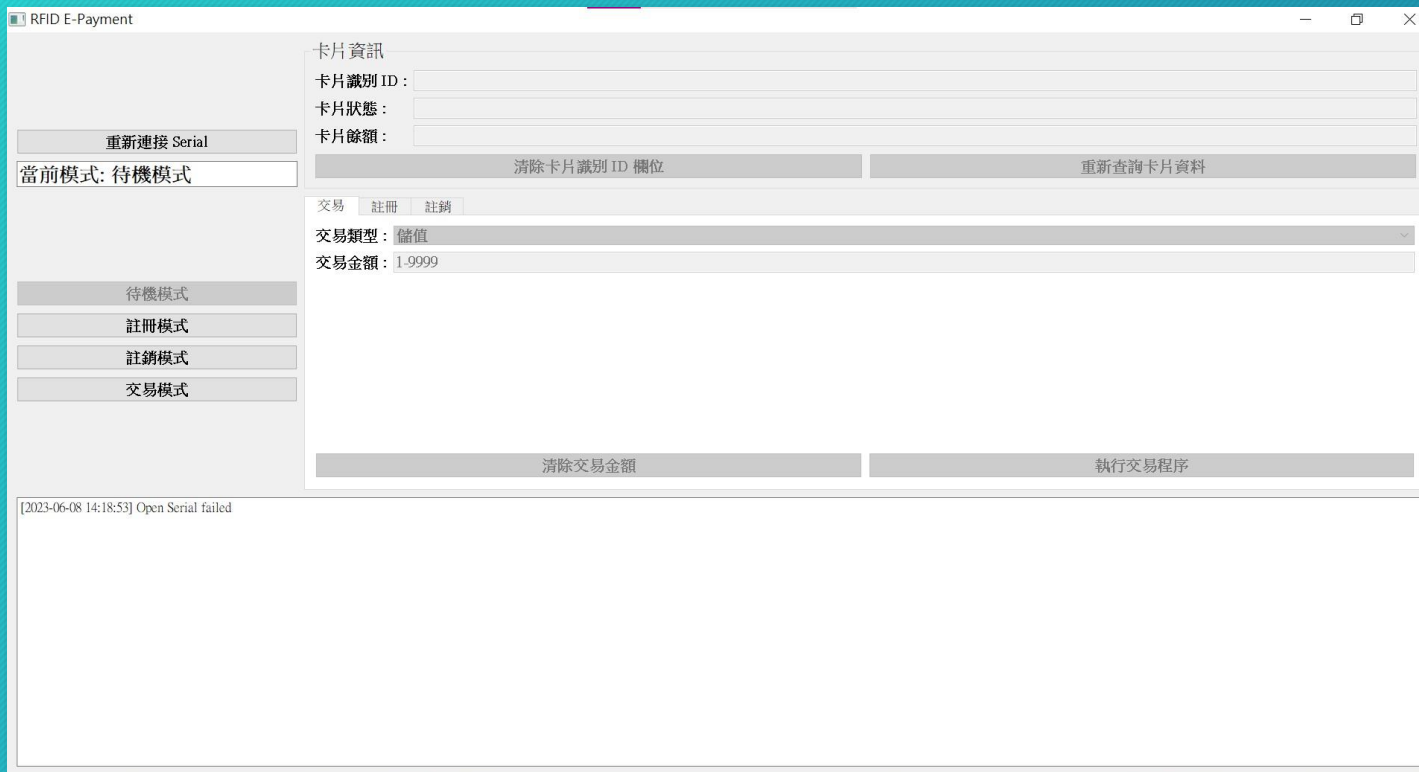 RFID E-Payment
重新連接 Serial
當前模式: 待機模式
待機模式
註冊模式
註銷模式
交易模式
卡片資訊
卡片識別 ID：
卡片狀態：
卡片餘額：
清除卡片識別 ID 欄位
重新查詢卡片資料
交易 註冊 註銷
交易類型：儲值
交易金額：1-9999
清除交易金額
執行交易程序
[2023-06-08 14:18:53] Open Serial failed